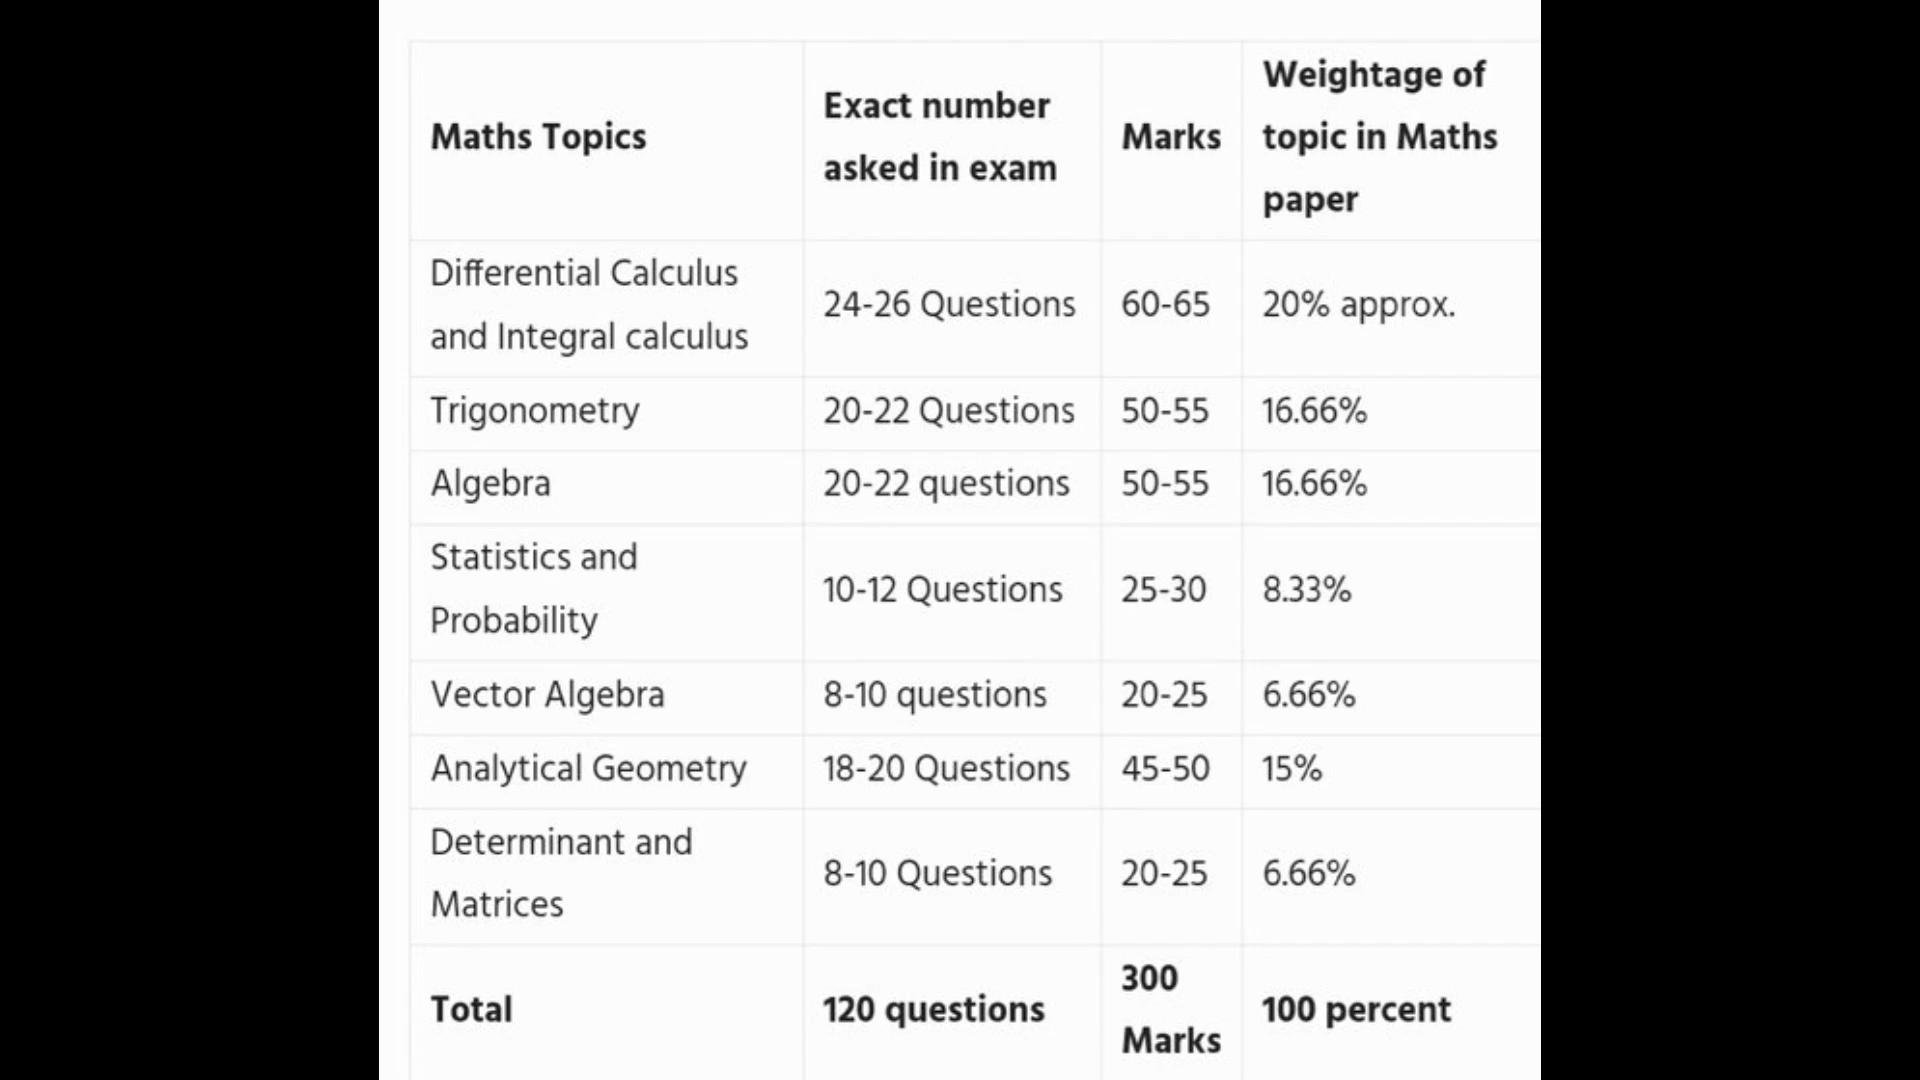 Maths Topics
Exact number
asked in exam
Marks
Weightage of
topic in Maths
paper
Differential Calculus
and Integral calculus
24-26 Questions
60-65
20% approx.
Trigonometry
20-22 Questions
50-55
16.66%
Algebra
20-22 questions
50-55
16.66%
Statistics and
Probability
10-12 Questions
25-30
8.33%
Vector Algebra
8-10 questions
20-25
6.66%
Analytical Geometry
18-20 Questions
45-50
15%
Determinant and
Matrices
8-10 Questions
20-25
6.66%
Total
120 questions
300
Marks
100 percent